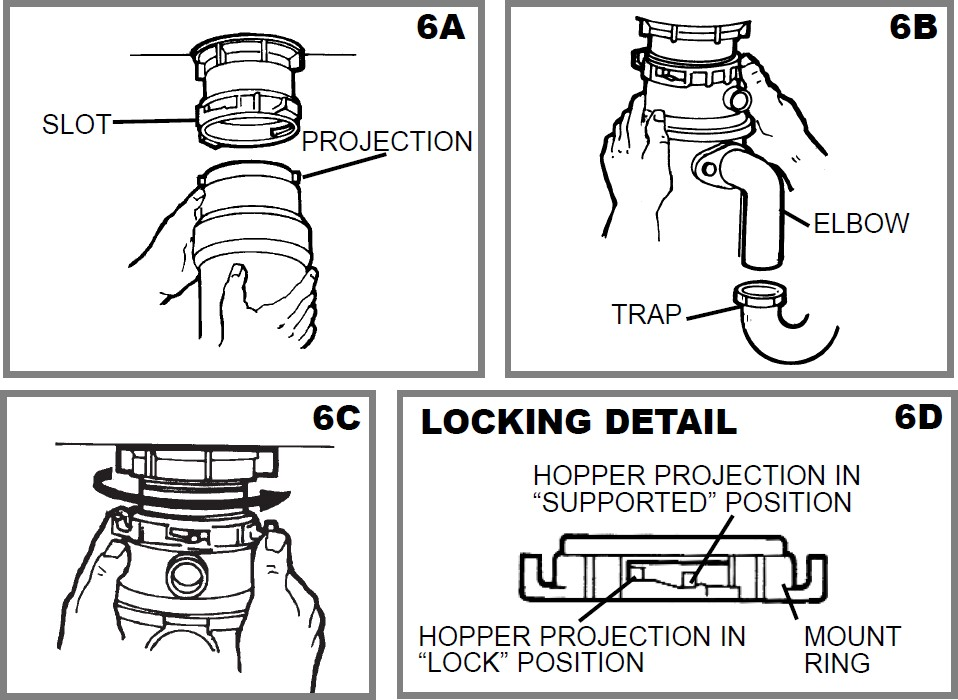 6A
SLOT
PROJECTION
6B
ELBOW
TRAP
6C
LOCKING DETAIL
6D
HOPPER PROJECTION IN
“SUPPORTED” POSITION
HOPPER PROJECTION IN
“LOCK” POSITION
MOUNT
RING